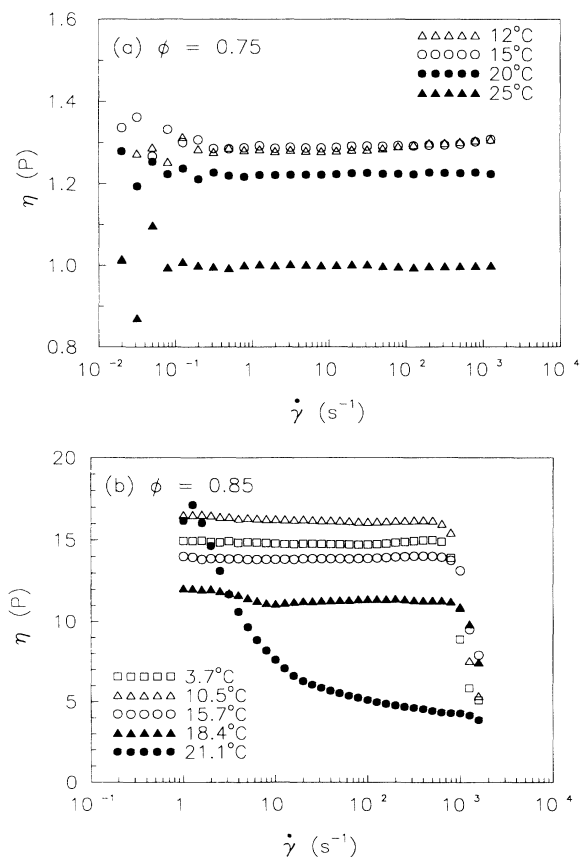 (a) ϕ = 0.75
△△△△ 12°C
○○○○ 15°C
●●●● 20°C
▲▲▲▲ 25°C
η (P)
1.6
1.4
1.2
1.0
0.8
10⁻² 10⁻¹ 1 10 10² 10³ 10⁴
γ̇ (s⁻¹)
(b) ϕ = 0.85
η (P)
20
15
10
5
0
□□□□ 3.7°C
△△△△ 10.5°C
○○○○ 15.7°C
▲▲▲▲ 18.4°C
●●●● 21.1°C
10⁻¹ 1 10 10² 10³ 10⁴
γ̇ (s⁻¹)